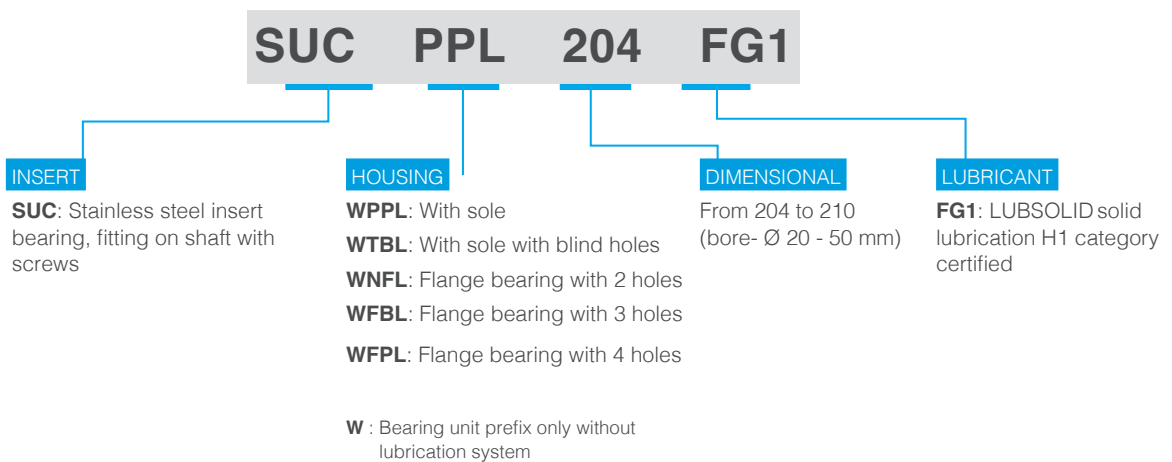 SUC PPL 204 FG1
INSERT
SUC: Stainless steel insert
bearing, fitting on shaft with
screws
HOUSING
WPPL: With sole
WTBL: With sole with blind holes
WNFL: Flange bearing with 2 holes
WFBL: Flange bearing with 3 holes
WFPL: Flange bearing with 4 holes
W : Bearing unit prefix only without
lubrication system
DIMENSIONAL
From 204 to 210
(bore- Ø 20 - 50 mm)
LUBRICANT
FG1: LUBSOLID solid
lubrication H1 category
certified